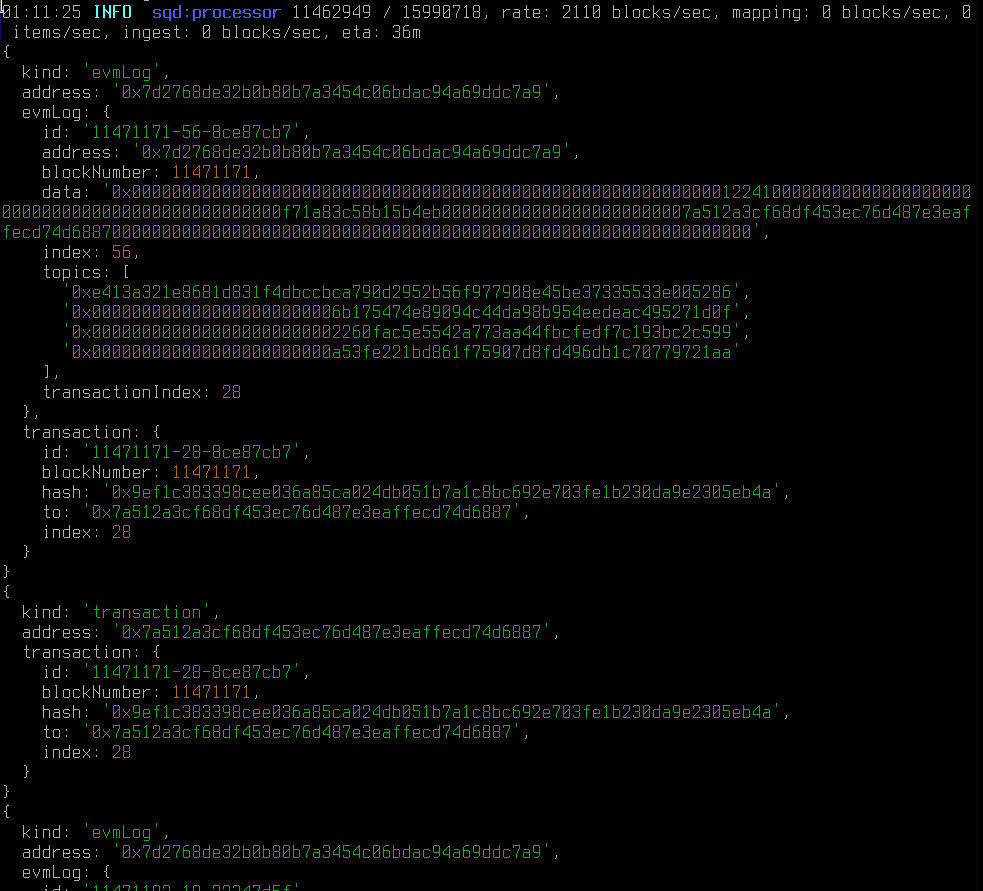 01:11:25 INFO  sqd:processor 11462949 / 15990718, rate: 2110 blocks/sec, mapping: 0 blocks/sec, 0
items/sec, ingest: 0 blocks/sec, eta: 36m
{
  kind: 'evmLog',
  address: '0x7d2768de32b0b80b7a3454c06bdac94a69ddc7a9',
  evmLog: {
    id: '11471171-56-8ce87cb7',
    address: '0x7d2768de32b0b80b7a3454c06bdac94a69ddc7a9',
    blockNumber: 11471171,
    data: '0x000000000000000000000000000000000000000000000000000000000001224100000000000000000000
0000000000000000000000000000f71a83c58b15b4eb0000000000000000000000007a512a3cf68df453ec76d487e3eaf
fecd74d68870000000000000000000000000000000000000000000000000000000000000000',
    index: 56,
    topics: [
      '0xe413a321e8681d831f4dbccbca790d2952b56f977908e45be37335533e005286',
      '0x0000000000000000000000006b175474e89094c44da98b954eedeac495271d0f',
      '0x0000000000000000000000002260fac5e5542a773aa44fbcfedf7c193bc2c599',
      '0x000000000000000000000000a53fe221bd861f75907d8fd496db1c70779721aa'
    ],
    transactionIndex: 28
  },
  transaction: {
    id: '11471171-28-8ce87cb7',
    blockNumber: 11471171,
    hash: '0x9ef1c383398cee036a85ca024db051b7a1c8bc692e703fe1b230da9e2305eb4a',
    to: '0x7a512a3cf68df453ec76d487e3eaffecd74d6887',
    index: 28
  }
}
{
  kind: 'transaction',
  address: '0x7a512a3cf68df453ec76d487e3eaffecd74d6887',
  transaction: {
    id: '11471171-28-8ce87cb7',
    blockNumber: 11471171,
    hash: '0x9ef1c383398cee036a85ca024db051b7a1c8bc692e703fe1b230da9e2305eb4a',
    to: '0x7a512a3cf68df453ec76d487e3eaffecd74d6887',
    index: 28
  }
}
{
  kind: 'evmLog',
  address: '0x7d2768de32b0b80b7a3454c06bdac94a69ddc7a9',
  evmLog: {
    id: